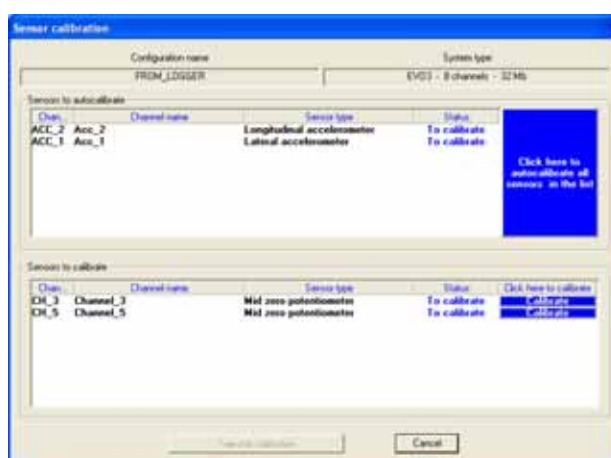 Sensor calibration
Configuration name System type
FROM_LOGGER EVO3 - 8 channels - 32 Mb
Sensors to autocalibrate
Chan... Channel name Sensor type Status
ACC_2 Acc_2 Longitudinal accelerometer To calibrate
ACC_1 Acc_1 Lateral accelerometer To calibrate
Click here to
autocalibrate all
sensors in the list
Sensors to calibrate
Chan... Channel name Sensor type Status Click here to calibrate
CH_3 Channel_3 Mid zero potentiometer To calibrate Calibrate
CH_5 Channel_5 Mid zero potentiometer To calibrate Calibrate
Cancel